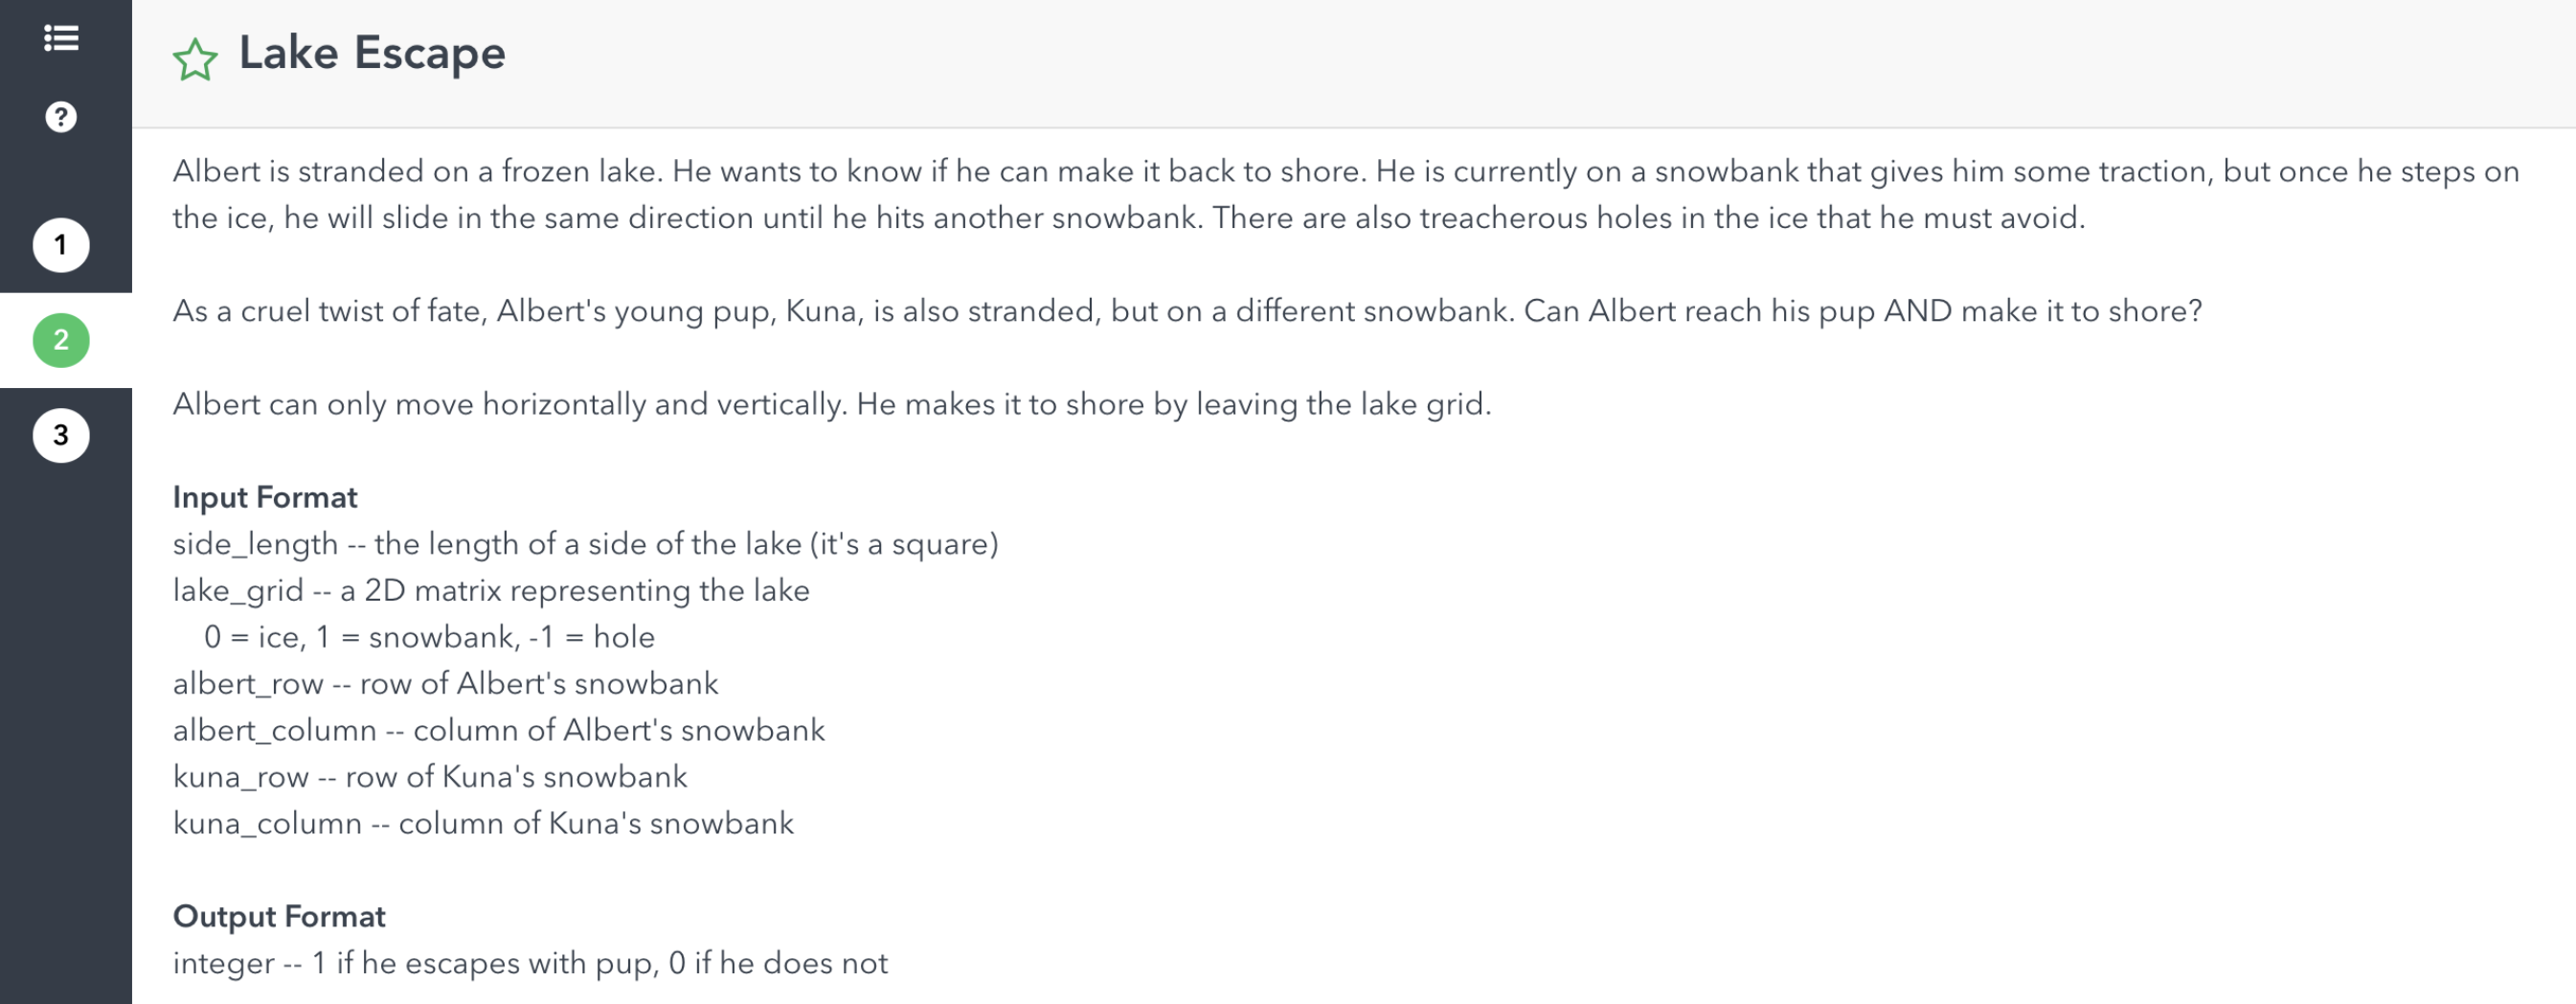 Lake Escape
?
1
2
3
Albert is stranded on a frozen lake. He wants to know if he can make it back to shore. He is currently on a snowbank that gives him some traction, but once he steps on
the ice, he will slide in the same direction until he hits another snowbank. There are also treacherous holes in the ice that he must avoid.
As a cruel twist of fate, Albert's young pup, Kuna, is also stranded, but on a different snowbank. Can Albert reach his pup AND make it to shore?
Albert can only move horizontally and vertically. He makes it to shore by leaving the lake grid.
Input Format
side_length -- the length of a side of the lake (it's a square)
lake_grid -- a 2D matrix representing the lake
0 = ice, 1 = snowbank, -1 = hole
albert_row -- row of Albert's snowbank
albert_column -- column of Albert's snowbank
kuna_row -- row of Kuna's snowbank
kuna_column -- column of Kuna's snowbank
Output Format
integer -- 1 if he escapes with pup, 0 if he does not